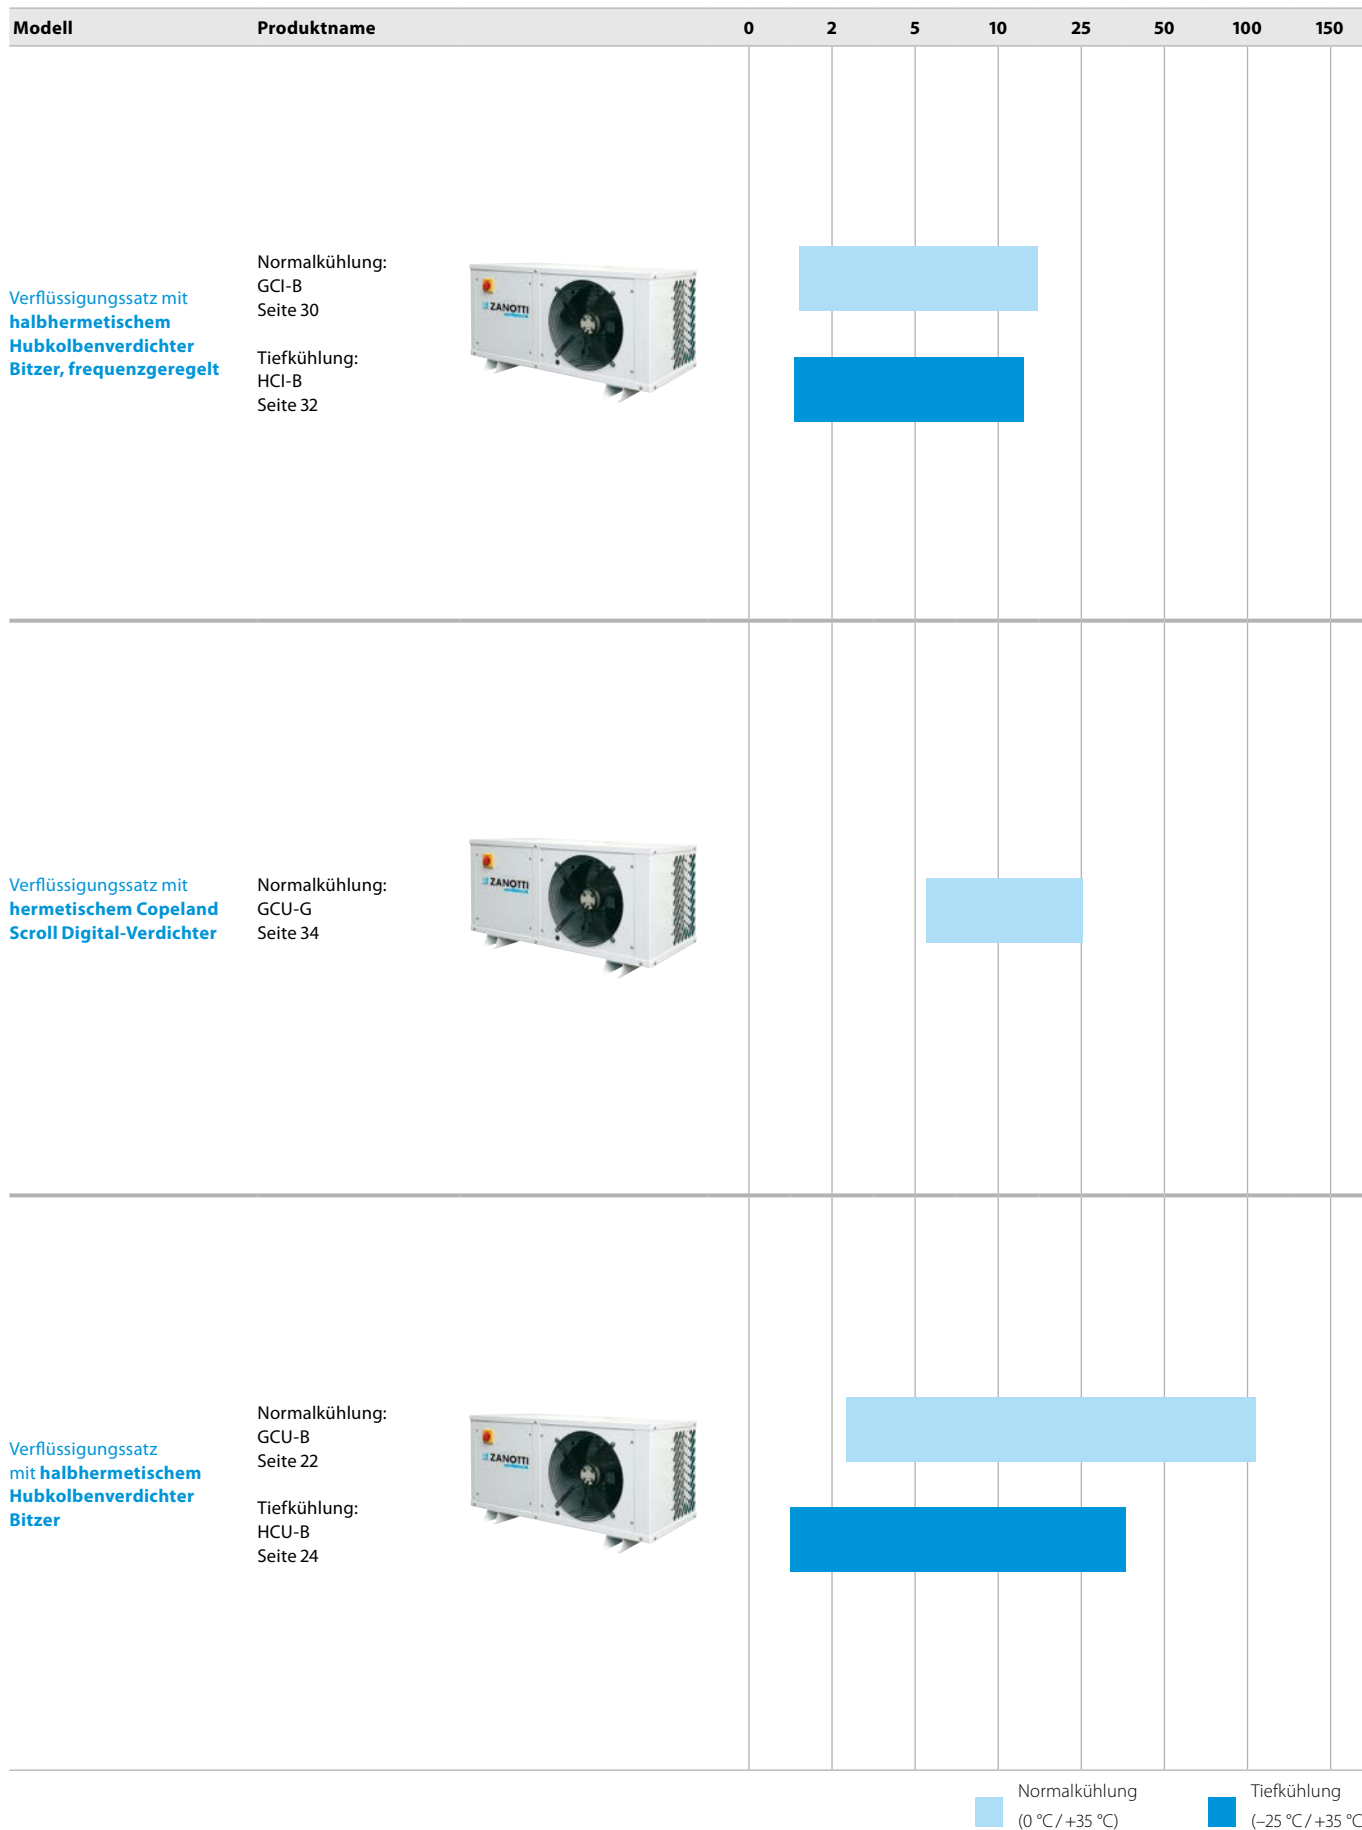 Modell Produktname 0 2 5 10 25 50 100 150
Verflüssigungssatz mit
halbhermetischem
Hubkolbenverdichter
Bitzer, frequenzgeregelt
Normalkühlung:
GCI-B
Seite 30
Tiefkühlung:
HCI-B
Seite 32
ZANOTTI
Verflüssigungssatz mit
hermetischem Copeland
Scroll Digital-Verdichter
Normalkühlung:
GCU-G
Seite 34
ZANOTTI
Verflüssigungssatz
mit halbhermetischem
Hubkolbenverdichter
Bitzer
Normalkühlung:
GCU-B
Seite 22
Tiefkühlung:
HCU-B
Seite 24
ZANOTTI
Normalkühlung
(0 °C / +35 °C)
Tiefkühlung
(–25 °C / +35 °C